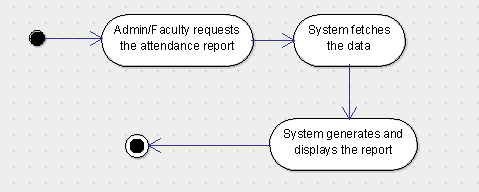 Admin/Faculty requests
the attendance report
System fetches
the data
System generates and
displays the report